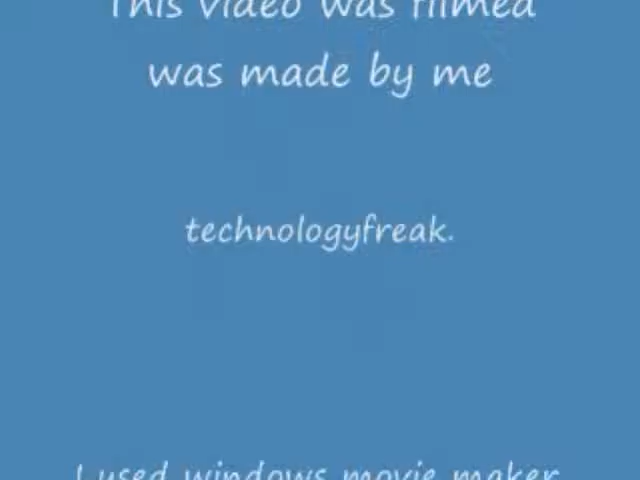 This video was filmed
was made by me
technologyfreak.
I used windows movie maker